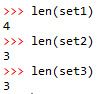 >>> len(set1)
4
>>> len(set2)
3
>>> len(set3)
3